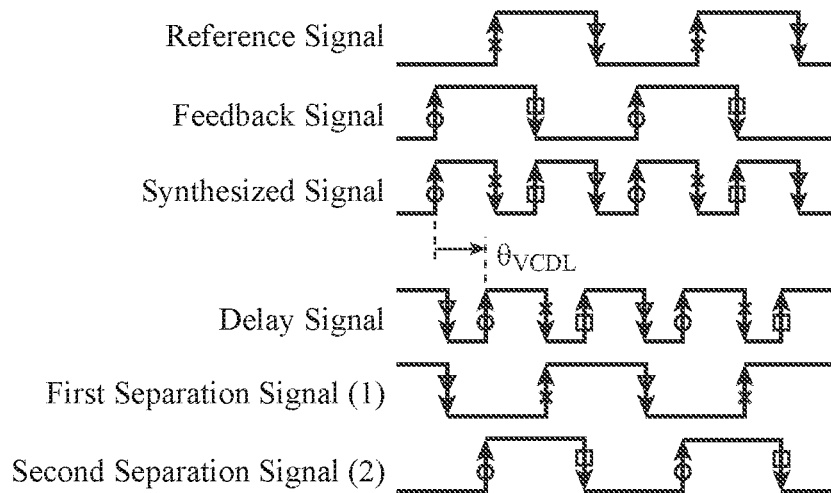 Reference Signal
Feedback Signal
Synthesized Signal
θVCDL
Delay Signal
First Separation Signal (1)
Second Separation Signal (2)